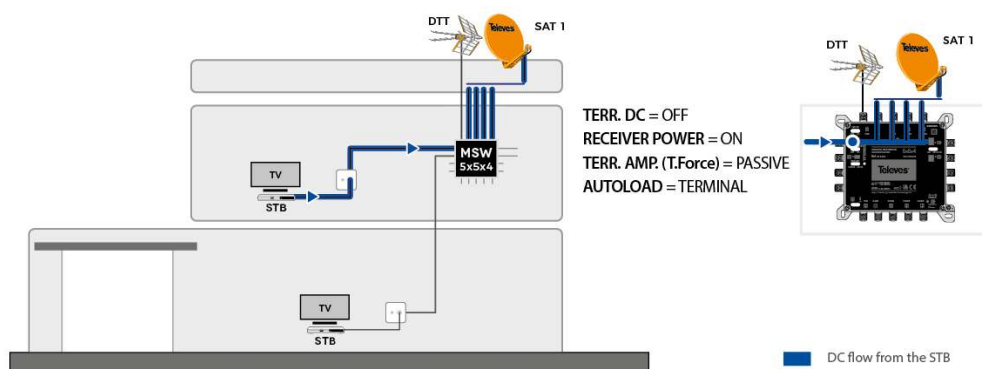 DTT
Televes
SAT 1
MSW
5x5x4
TV
STB
TV
STB
TERR. DC = OFF
RECEIVER POWER = ON
TERR. AMP. (T.Force) = PASSIVE
AUTOLOAD = TERMINAL
DTT
Televes
SAT 1
Televes
DC flow from the STB